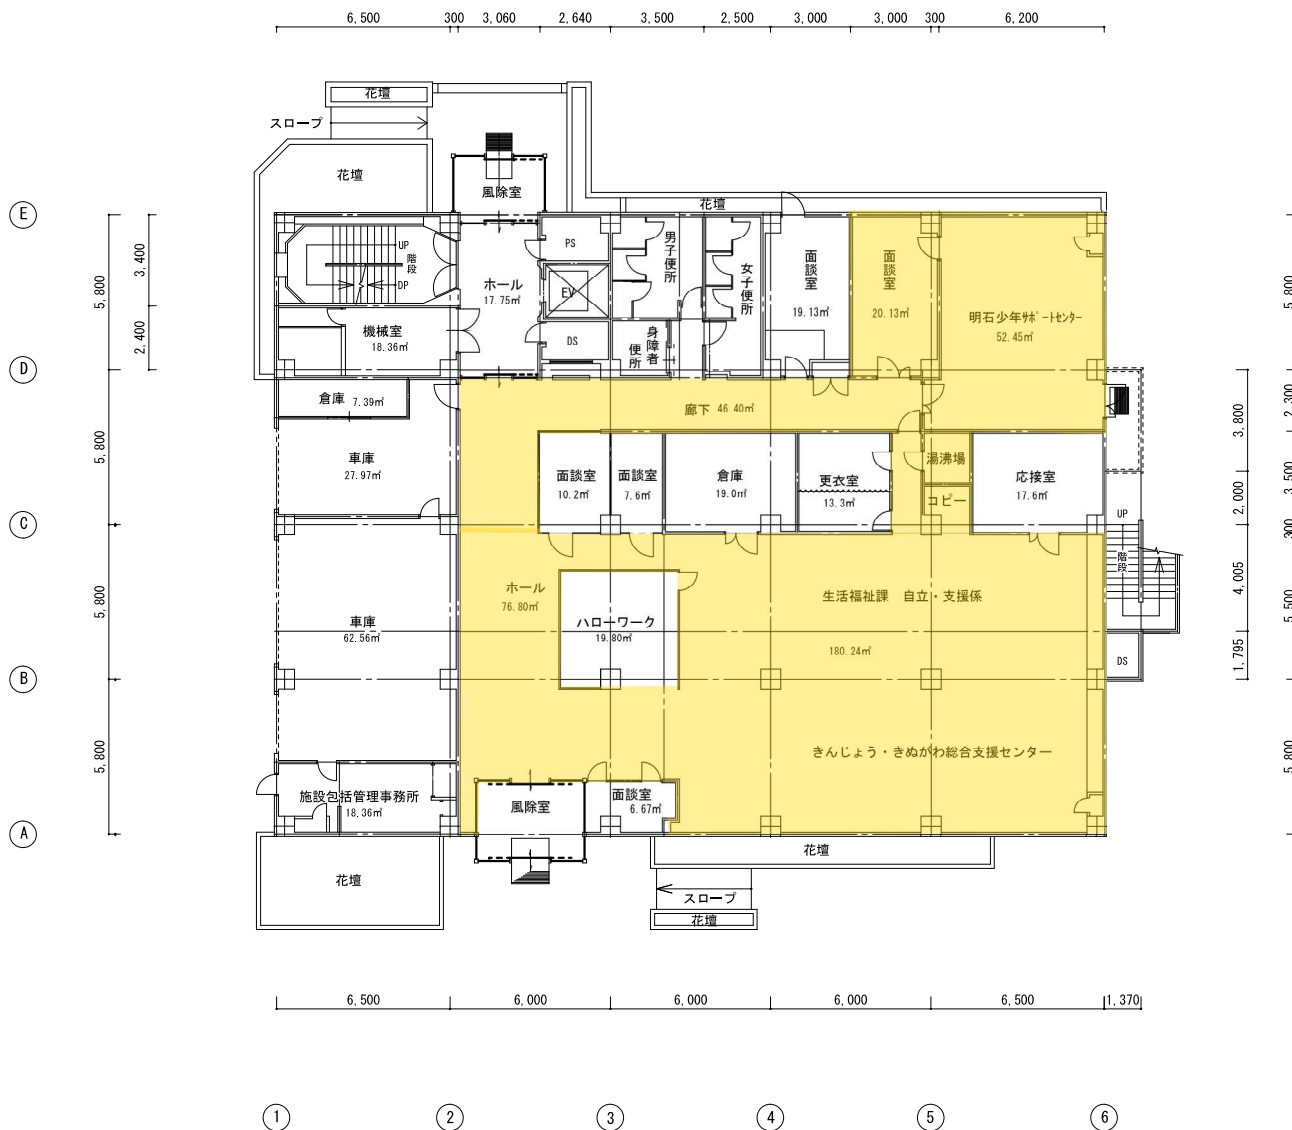 6,500 300 3,060 2,640 3,500 2,500 3,000 3,000 300 6,200
花壇
スロープ
花壇
風除室
花壇
E
3,400
5,800
2,400
UP
DP
階段
ホール
17.75㎡
PS
EV
DS
男子便所
女子便所
身障者便所
面談室
19.13㎡
面談室
20.13㎡
明石少年サポートセンター
52.45㎡
5,800
機械室
18.36㎡
D
倉庫 7.39㎡
廊下 46.40㎡
5,800
車庫
27.97㎡
面談室
10.2㎡
面談室
7.6㎡
倉庫
19.0㎡
更衣室
13.3㎡
湯沸場
コピー
応接室
17.6㎡
3,800
2,300
3,500
2,000
300
C
UP
階段
ホール
76.80㎡
ハローワーク
19.80㎡
生活福祉課 自立・支援係
180.24㎡
5,800
車庫
62.56㎡
4,005
5,500
1,795
DS
B
5,800
きんじょう・きぬがわ総合支援センター
5,800
施設包括管理事務所
18.36㎡
風除室
面談室
6.67㎡
A
花壇
花壇
スロープ
花壇
6,500 6,000 6,000 6,000 6,500 1,370
1 2 3 4 5 6